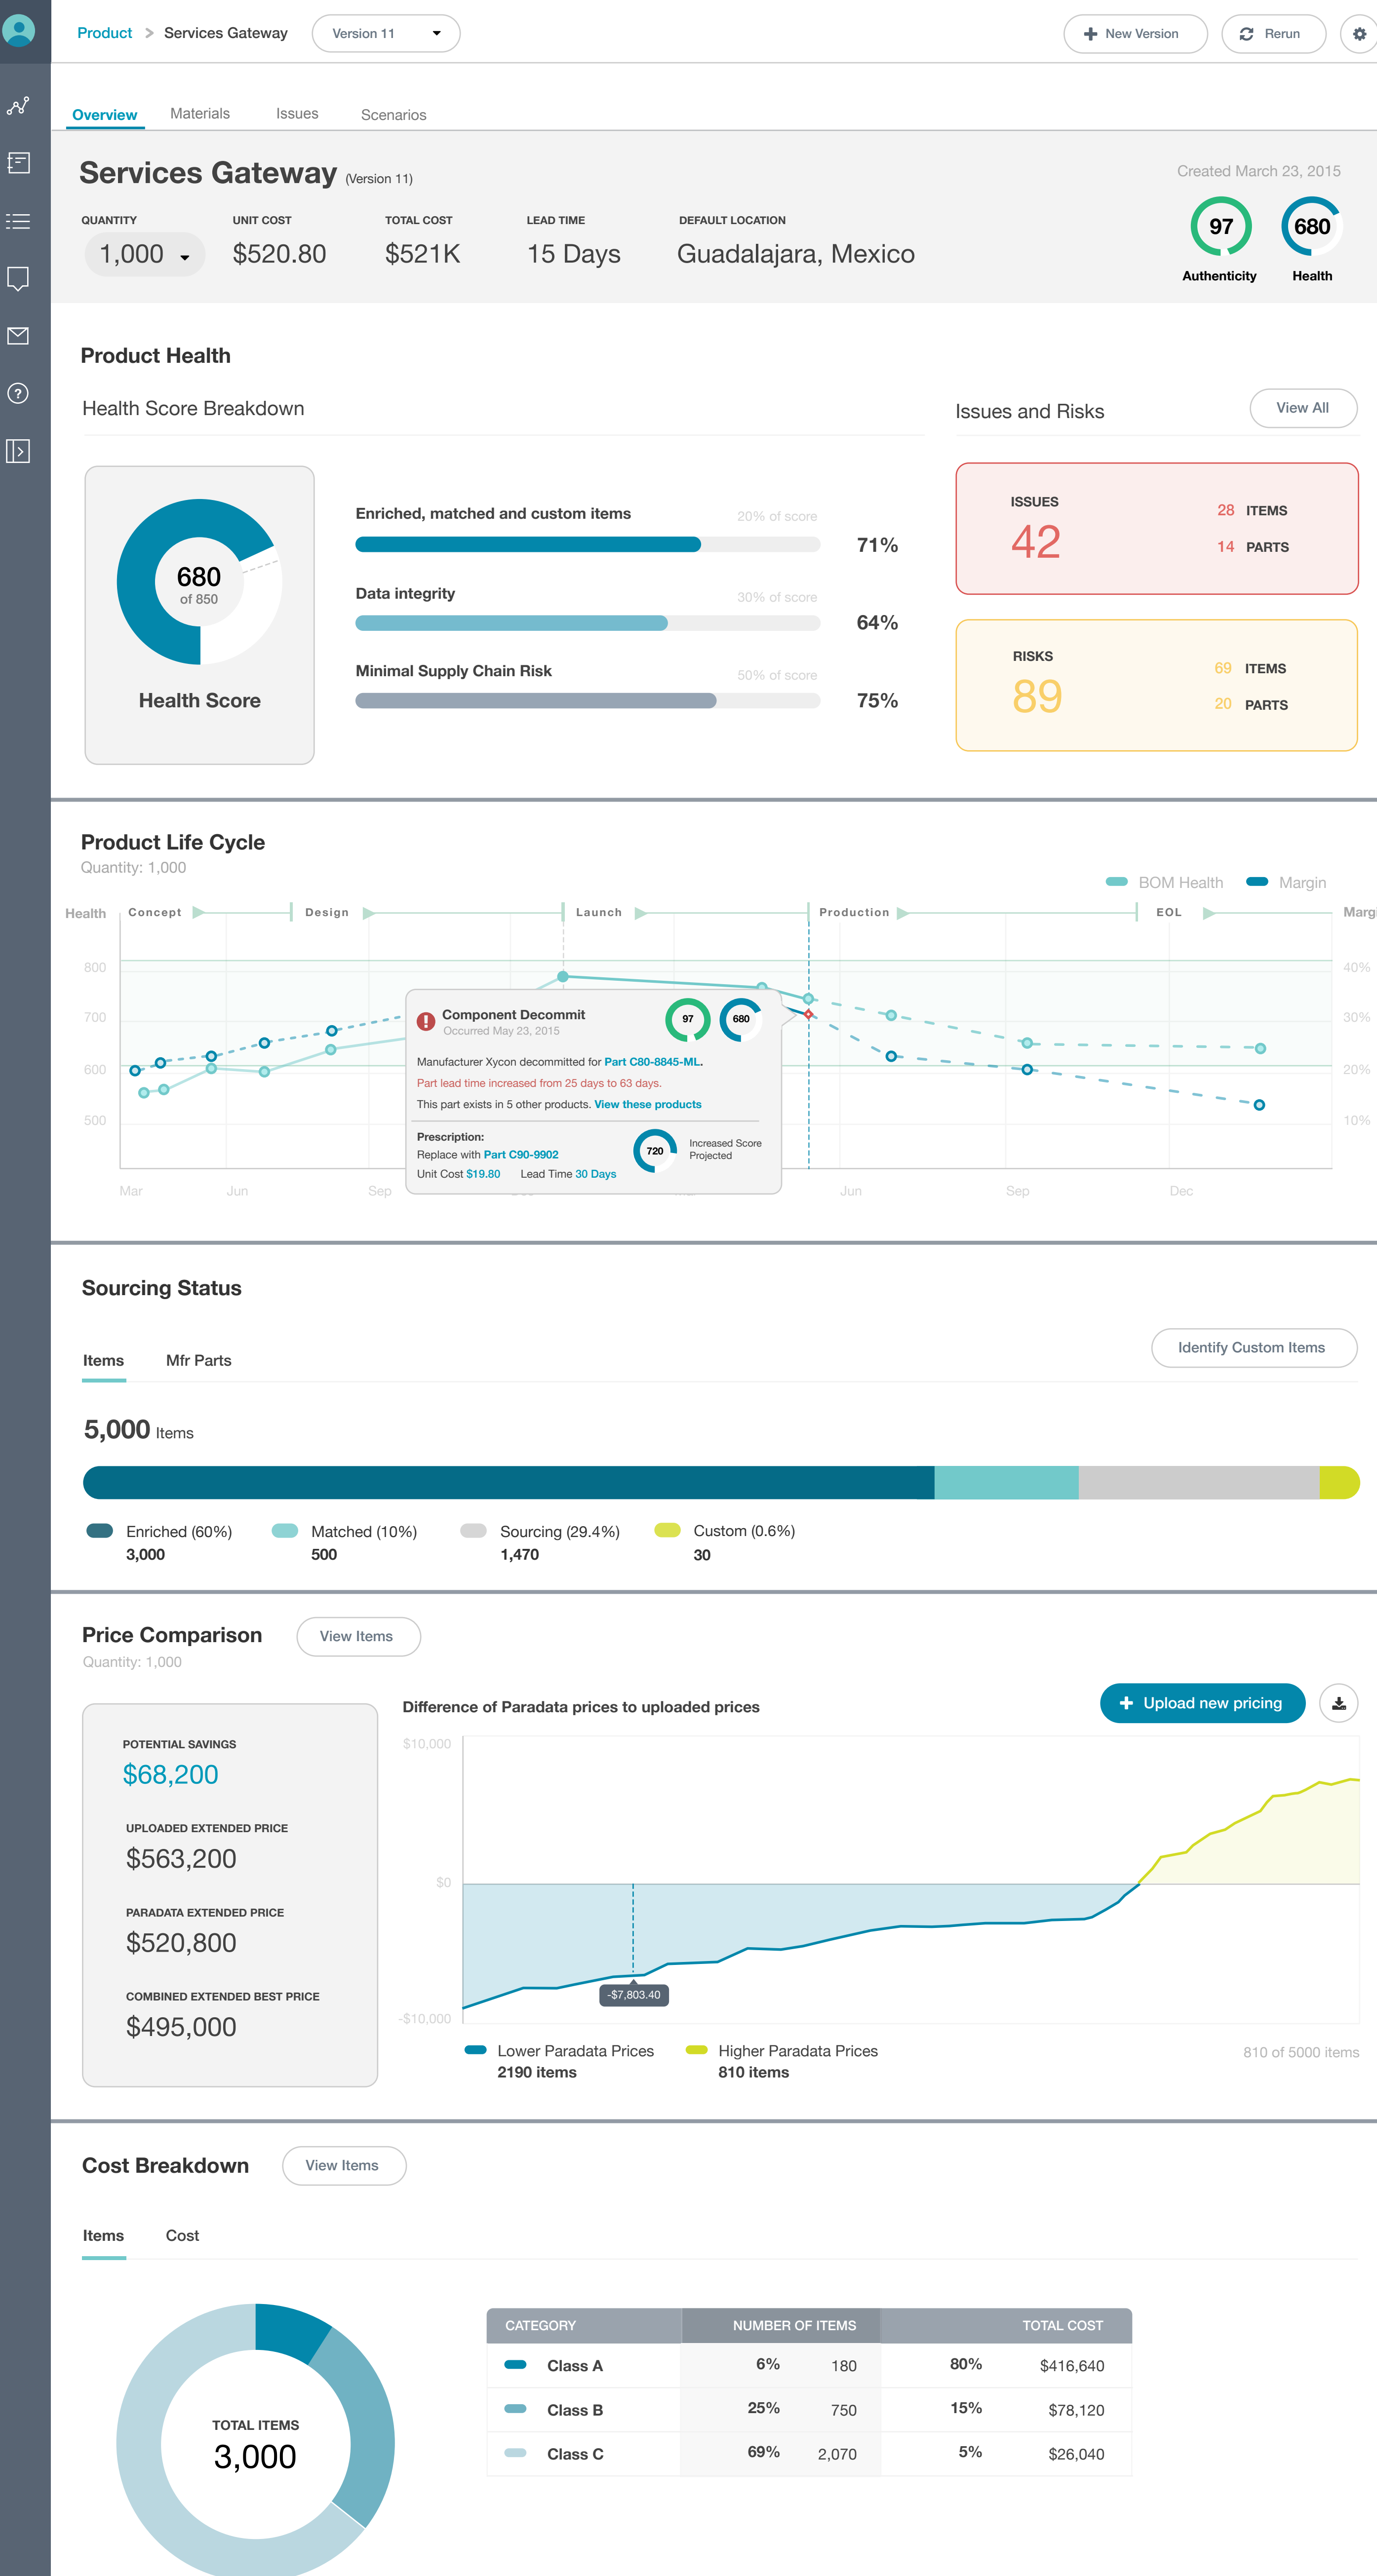 Product > Services Gateway
Version 11
New Version
Rerun
Overview
Materials
Issues
Scenarios
Services Gateway (Version 11)
Created March 23, 2015
QUANTITY
1,000
UNIT COST
$520.80
TOTAL COST
$521K
LEAD TIME
15 Days
DEFAULT LOCATION
Guadalajara, Mexico
97
Authenticity
680
Health
Product Health
Health Score Breakdown
680
of 850
Health Score
Enriched, matched and custom items
20% of score
71%
Data integrity
30% of score
64%
Minimal Supply Chain Risk
50% of score
75%
Issues and Risks
View All
ISSUES
42
28 ITEMS
14 PARTS
RISKS
89
69 ITEMS
20 PARTS
Product Life Cycle
Quantity: 1,000
BOM Health
Margin
Health
Concept
Design
Launch
Production
EOL
Marg
800
700
600
500
40%
30%
20%
10%
Component Decommit
Occurred May 23, 2015
97
680
Manufacturer Xycon decommitted for Part C80-8845-ML.
Part lead time increased from 25 days to 63 days.
This part exists in 5 other products. View these products
Prescription:
Replace with Part C90-9902
Unit Cost $19.80 Lead Time 30 Days
720
Increased Score
Projected
Mar
Jun
Sep
Jun
Sep
Dec
Sourcing Status
Items
Mfr Parts
Identify Custom Items
5,000 Items
Enriched (60%)
3,000
Matched (10%)
500
Sourcing (29.4%)
1,470
Custom (0.6%)
30
Price Comparison
View Items
Quantity: 1,000
POTENTIAL SAVINGS
$68,200
UPLOADED EXTENDED PRICE
$563,200
PARADATA EXTENDED PRICE
$520,800
COMBINED EXTENDED BEST PRICE
$495,000
Difference of Paradata prices to uploaded prices
Upload new pricing
$10,000
$0
-$10,000
-$7,803.40
Lower Paradata Prices
2190 items
Higher Paradata Prices
810 items
810 of 5000 items
Cost Breakdown
View Items
Items
Cost
TOTAL ITEMS
3,000
CATEGORY NUMBER OF ITEMS TOTAL COST
Class A 6% 180 80% $416,640
Class B 25% 750 15% $78,120
Class C 69% 2,070 5% $26,040